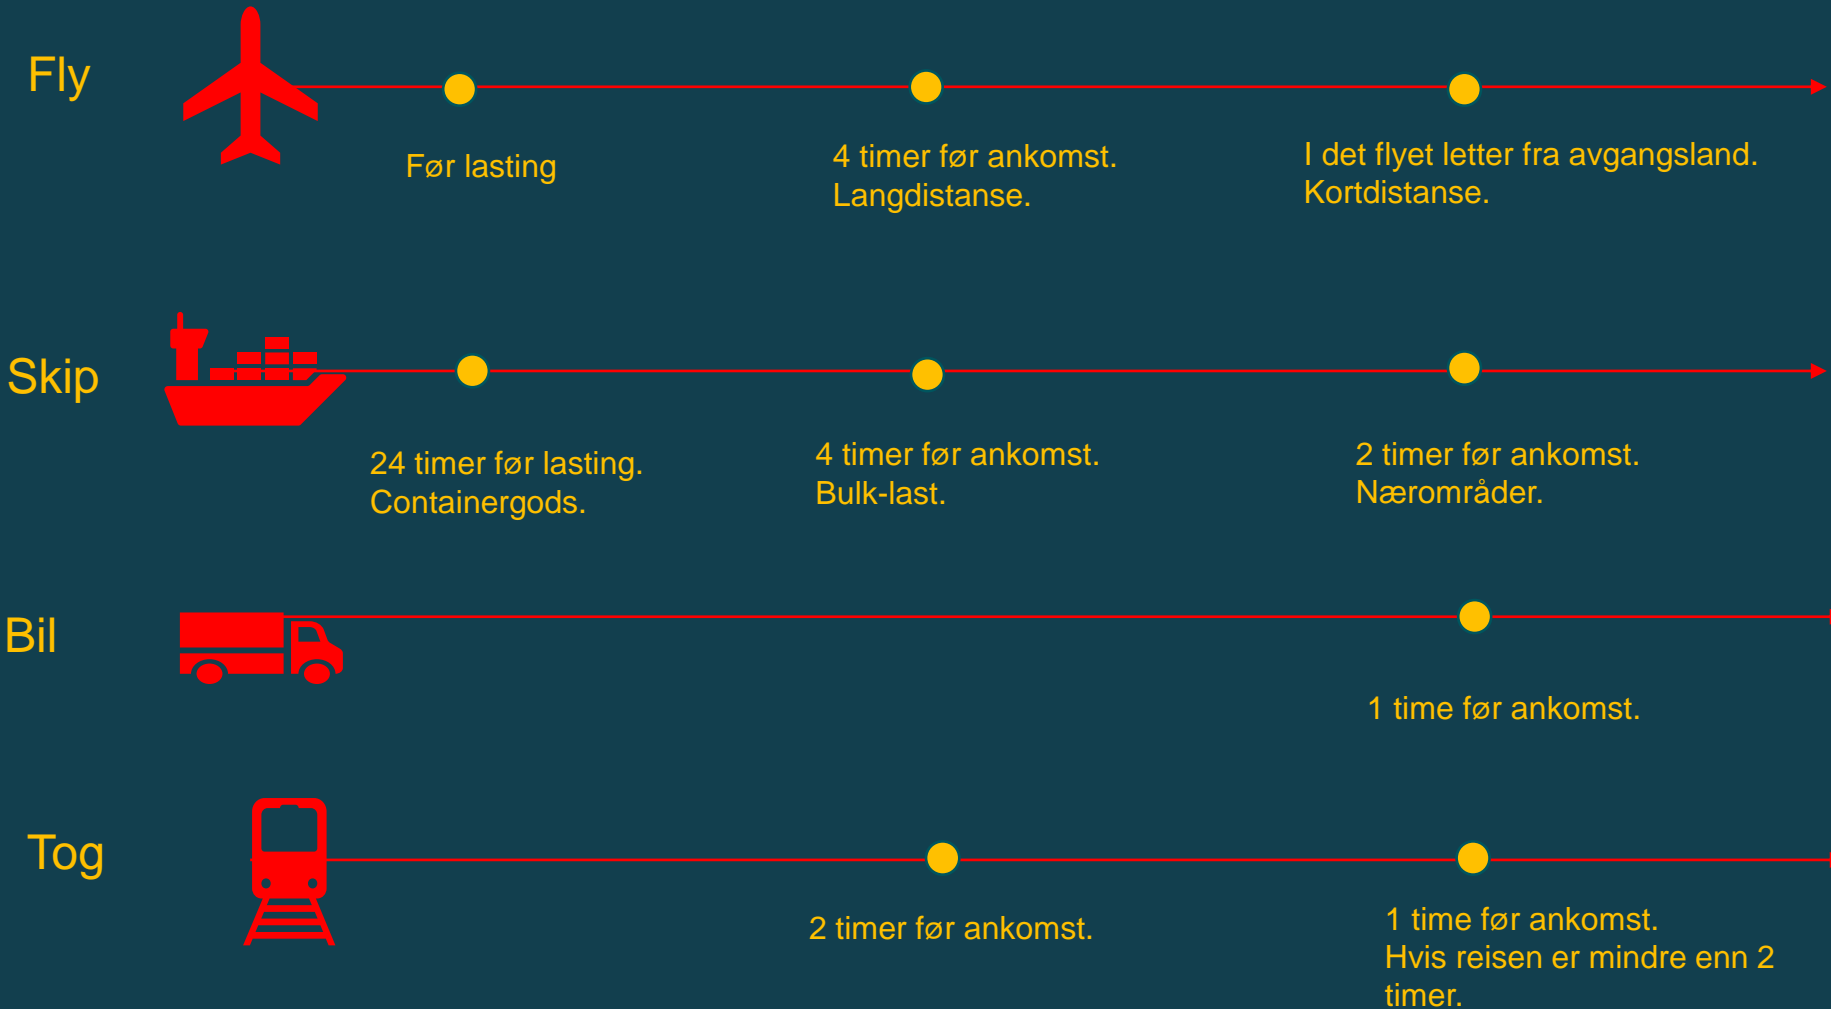 Fly
Før lasting
4 timer før ankomst.
Langdistanse.
I det flyet letter fra avgangsland.
Kortdistanse.
Skip
24 timer før lasting.
Containergods.
4 timer før ankomst.
Bulk-last.
2 timer før ankomst.
Nærområder.
Bil
1 time før ankomst.
Tog
2 timer før ankomst.
1 time før ankomst.
Hvis reisen er mindre enn 2
timer.